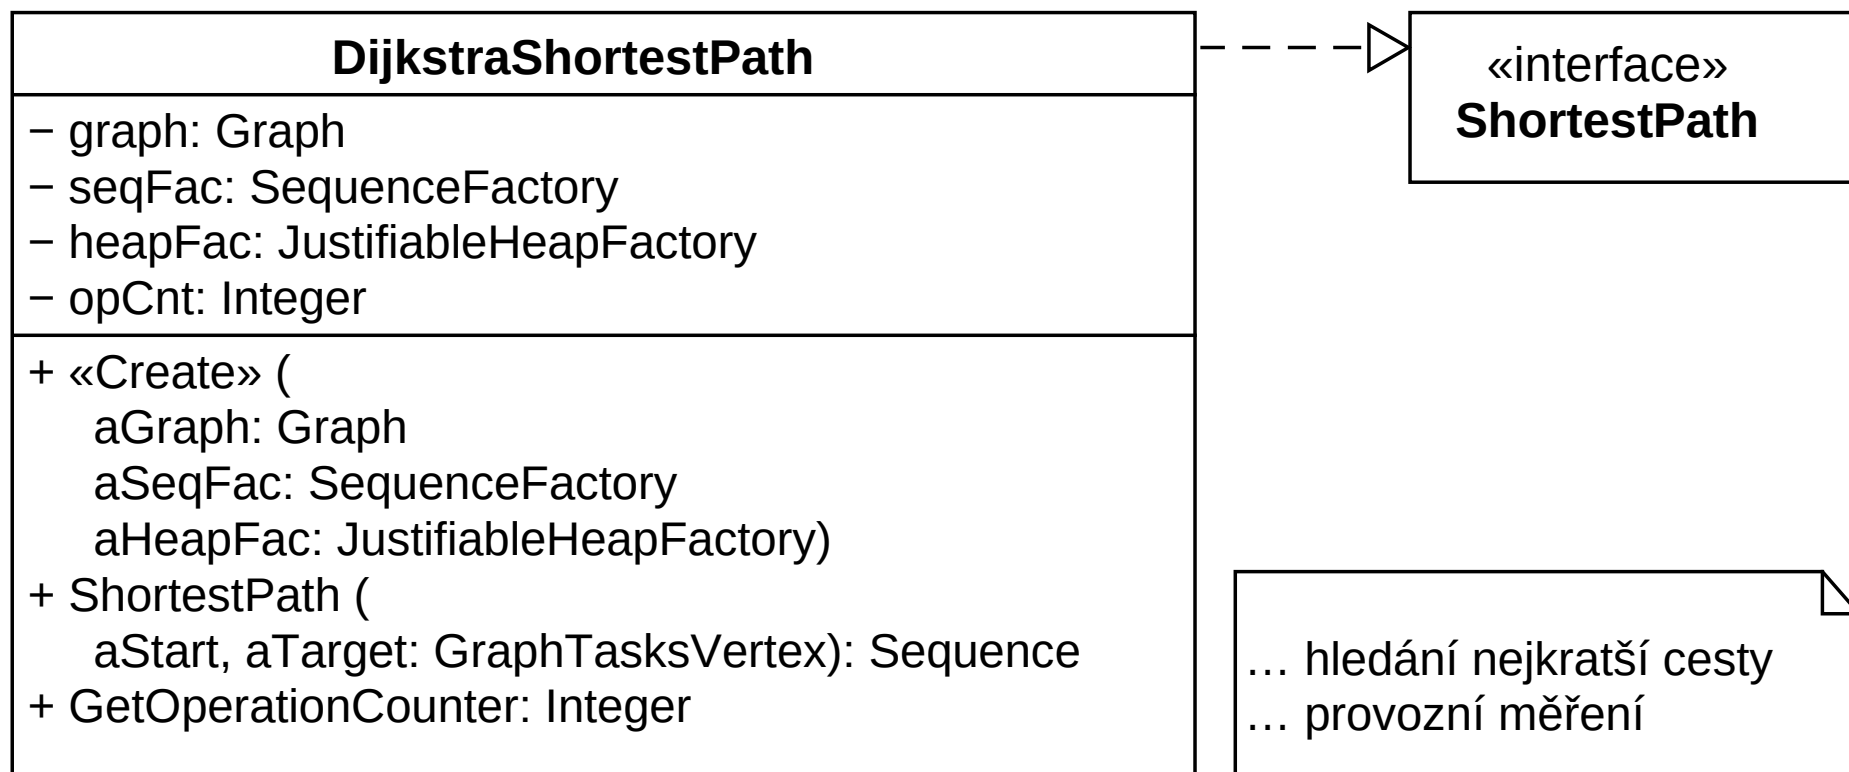 DijkstraShortestPath
− graph: Graph
− seqFac: SequenceFactory
− heapFac: JustifiableHeapFactory
− opCnt: Integer
+ «Create» (
aGraph: Graph
aSeqFac: SequenceFactory
aHeapFac: JustifiableHeapFactory)
+ ShortestPath (
aStart, aTarget: GraphTasksVertex): Sequence
+ GetOperationCounter: Integer
«interface»
ShortestPath
… hledání nejkratší cesty
… provozní měření